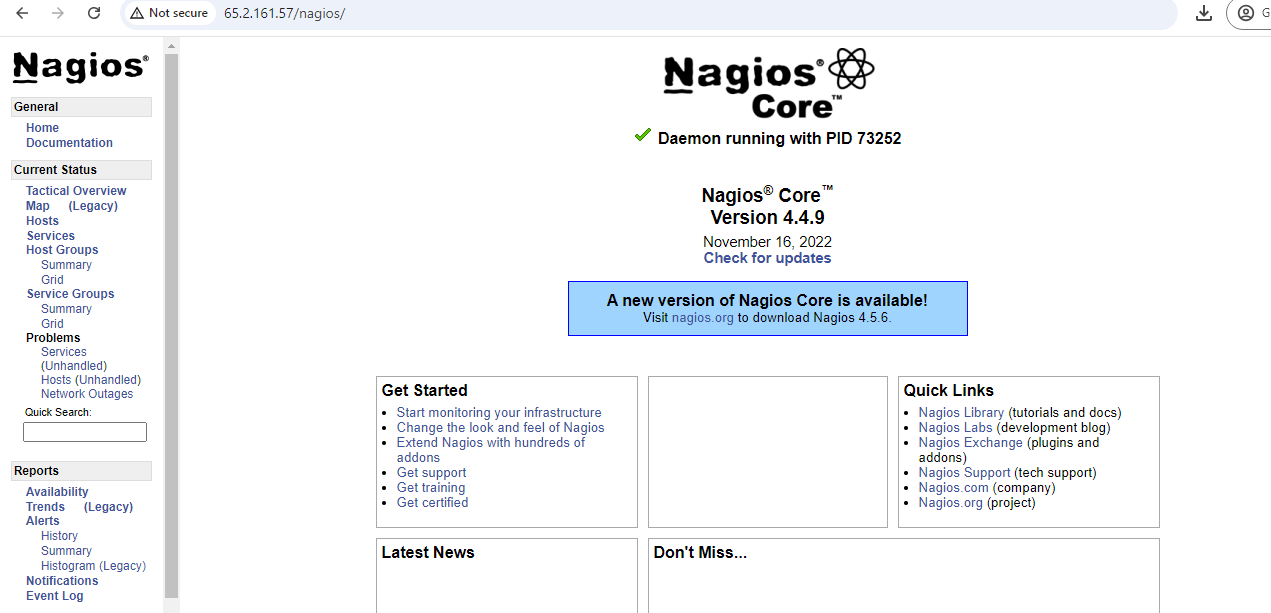 Not secure
65.2.161.57/nagios/
G
Nagios®
General
Home
Documentation
Current Status
Tactical Overview
Map (Legacy)
Hosts
Services
Host Groups
Summary
Grid
Service Groups
Summary
Grid
Problems
Services
(Unhandled)
Hosts (Unhandled)
Network Outages
Quick Search:
Reports
Availability
Trends (Legacy)
Alerts
History
Summary
Histogram (Legacy)
Notifications
Event Log
Nagios®
Core™
Daemon running with PID 73252
Nagios® Core™
Version 4.4.9
November 16, 2022
Check for updates
A new version of Nagios Core is available!
Visit nagios.org to download Nagios 4.5.6.
Get Started
Start monitoring your infrastructure
Change the look and feel of Nagios
Extend Nagios with hundreds of
addons
Get support
Get training
Get certified
Quick Links
Nagios Library (tutorials and docs)
Nagios Labs (development blog)
Nagios Exchange (plugins and
addons)
Nagios Support (tech support)
Nagios.com (company)
Nagios.org (project)
Latest News
Don't Miss...